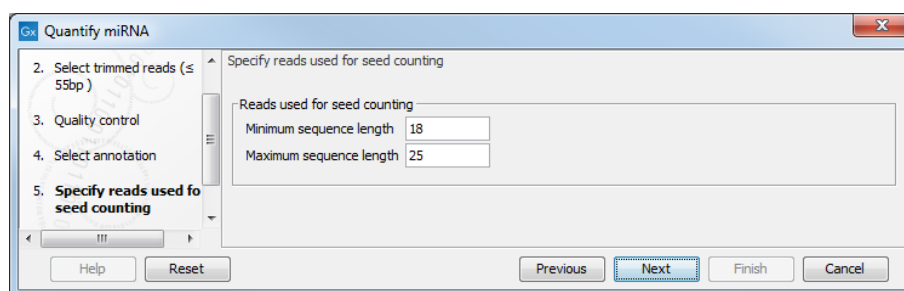 Gx Quantify miRNA
X
2. Select trimmed reads (≤
55bp )
3. Quality control
4. Select annotation
5. Specify reads used fo
seed counting
Specify reads used for seed counting
Reads used for seed counting
Minimum sequence length 18
Maximum sequence length 25
Help Reset Previous Next Finish Cancel